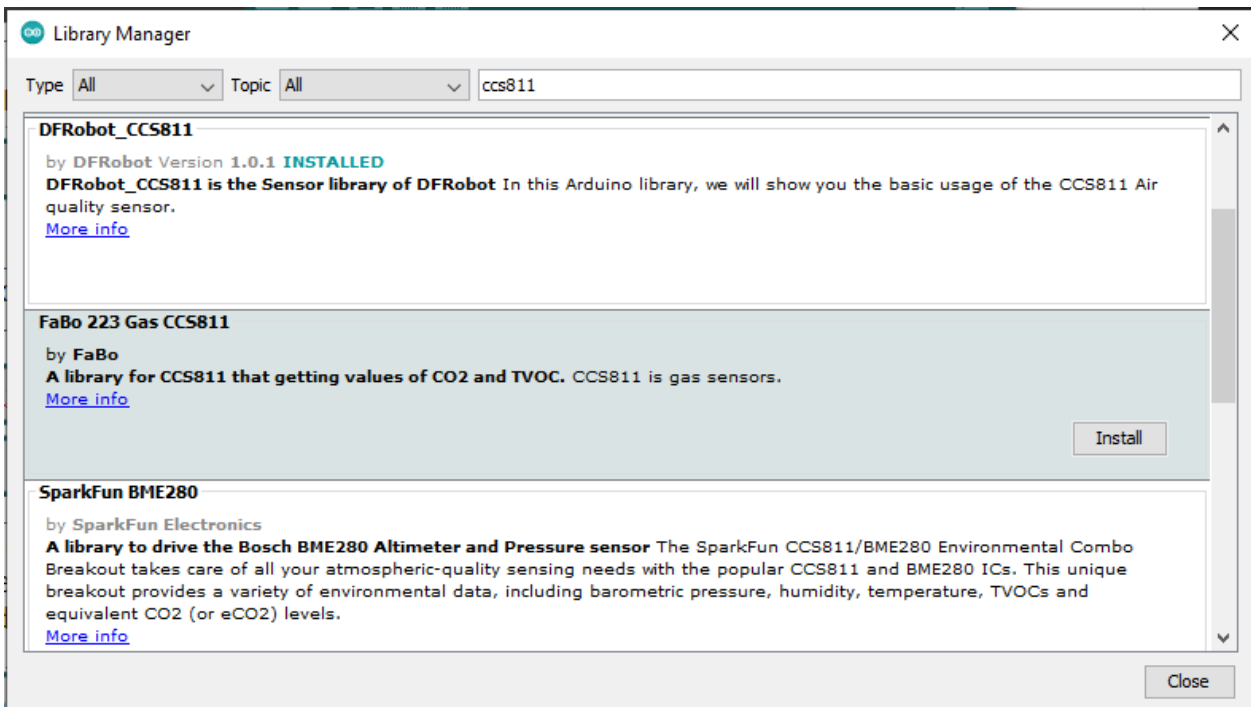 Library Manager
Type All Topic All ccs811
DFRobot_CCS811
by DFRobot Version 1.0.1 INSTALLED
DFRobot_CCS811 is the Sensor library of DFRobot In this Arduino library, we will show you the basic usage of the CCS811 Air
quality sensor.
More info
FaBo 223 Gas CCS811
by FaBo
A library for CCS811 that getting values of CO2 and TVOC. CCS811 is gas sensors.
More info
Install
SparkFun BME280
by SparkFun Electronics
A library to drive the Bosch BME280 Altimeter and Pressure sensor The SparkFun CCS811/BME280 Environmental Combo
Breakout takes care of all your atmospheric-quality sensing needs with the popular CCS811 and BME280 ICs. This unique
breakout provides a variety of environmental data, including barometric pressure, humidity, temperature, TVOCs and
equivalent CO2 (or eCO2) levels.
More info
Close